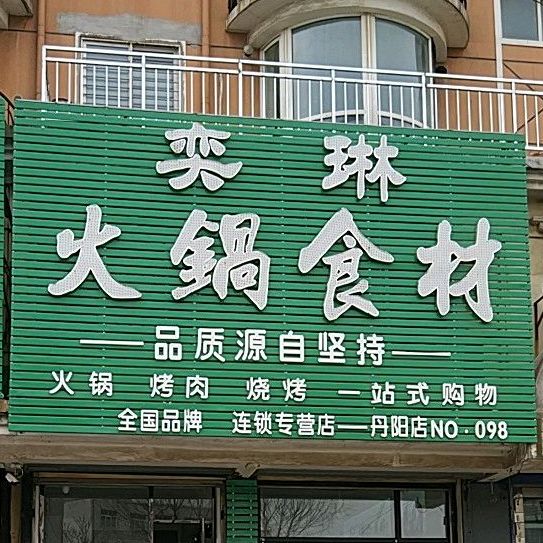 奕琳
火鍋食材
——品质源自坚持——
火锅 烤肉 烧烤 一站式购物
全国品牌 连锁专营店——丹阳店NO·098